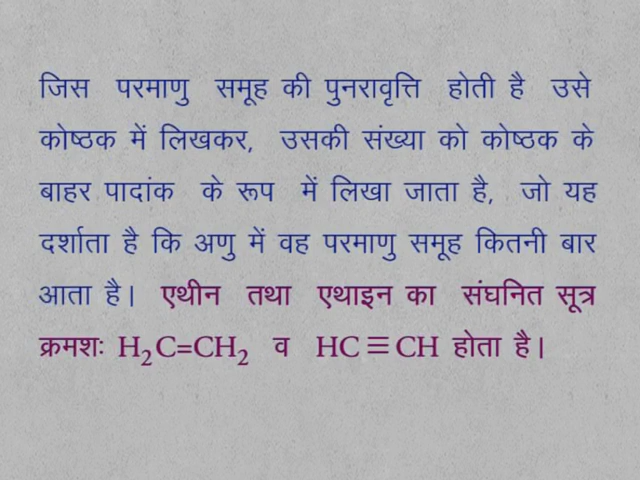 जिस परमाणु समूह की पुनरावृत्ति होती है उसे
कोष्ठक में लिखकर, उसकी संख्या को कोष्ठक के
बाहर पादांक के रूप में लिखा जाता है, जो यह
दर्शाता है कि अणु में वह परमाणु समूह कितनी बार
आता है। एथीन तथा एथाइन का संघनित सूत्र
क्रमशः H₂C=CH₂ व HC≡CH होता है।